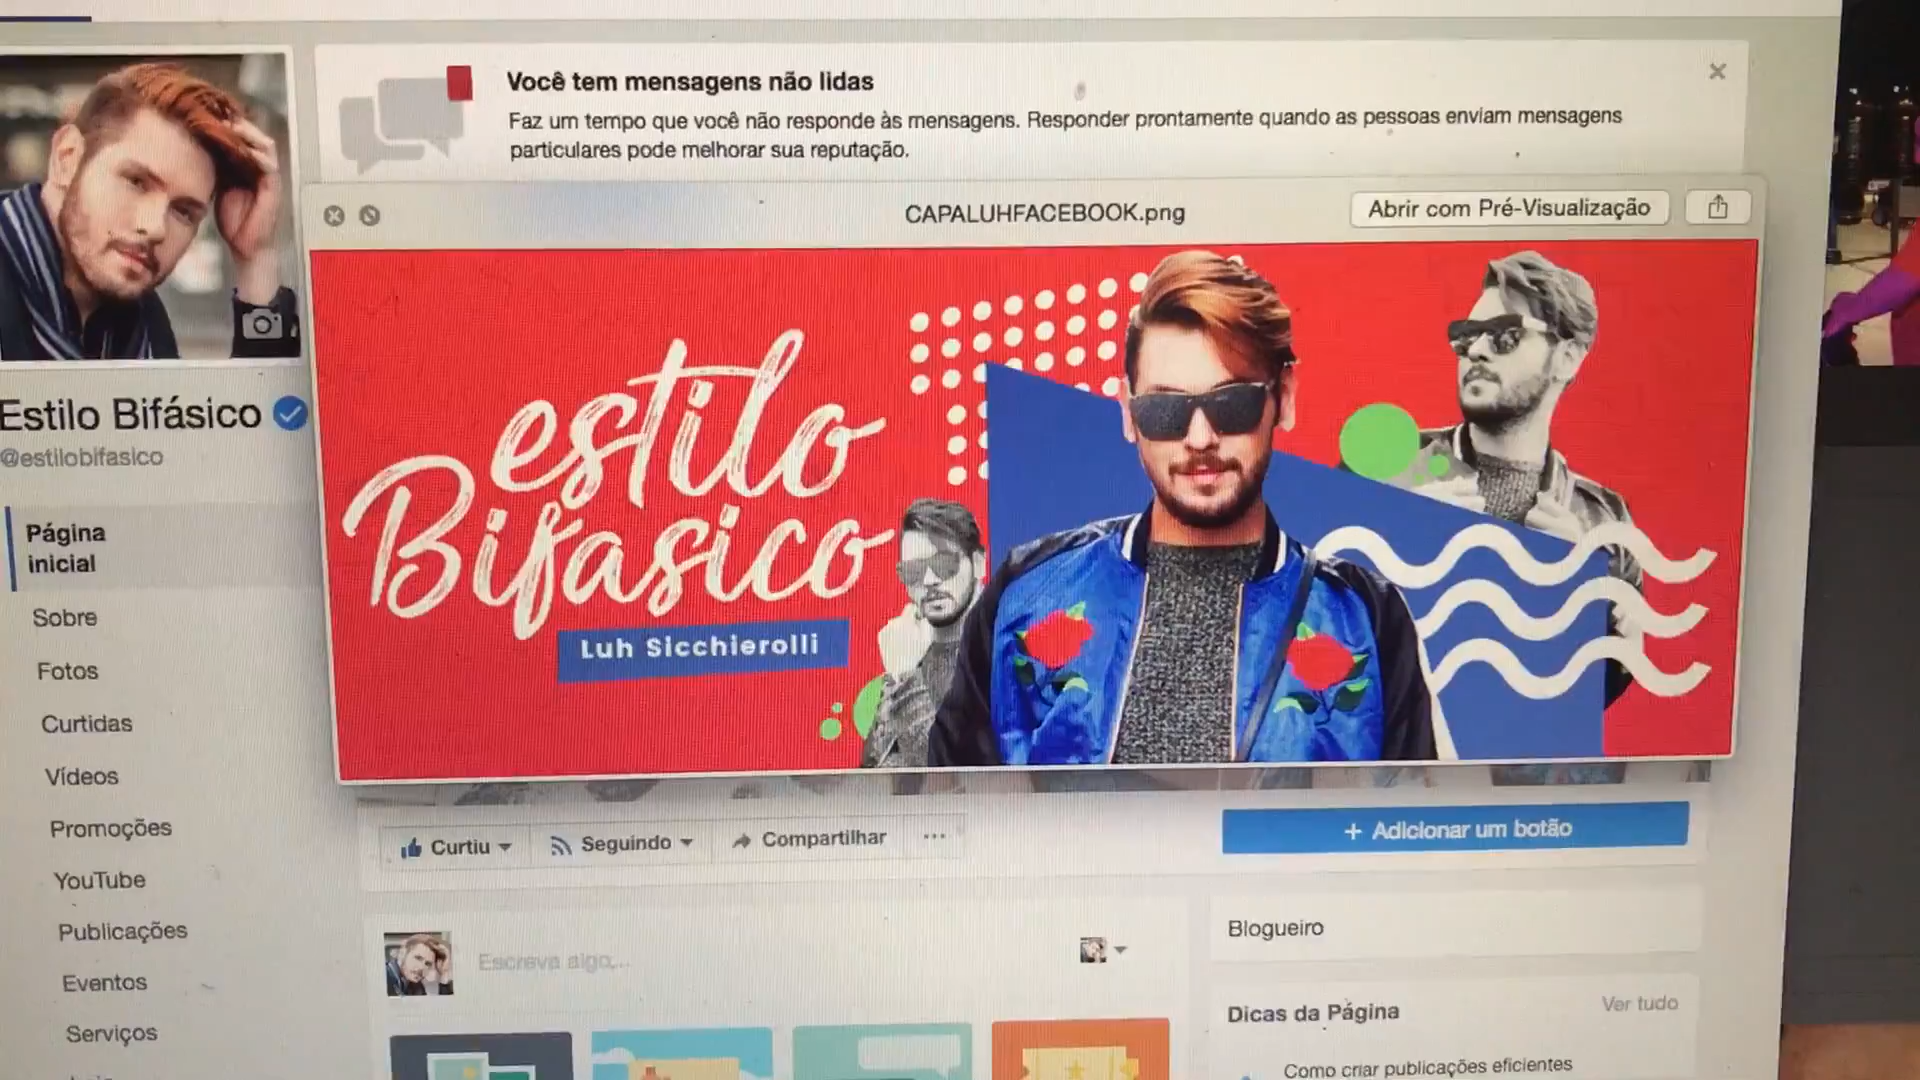 Você tem mensagens não lidas
Faz um tempo que você não responde às mensagens. Responder prontamente quando as pessoas enviam mensagens
particulares pode melhorar sua reputação.
CAPALUHFACEBOOK.png
Abrir com Pré-Visualização
estilo
Bifasico
Luh Sicchierolli
Estilo Bifásico
@estilobifasico
Página
inicial
Sobre
Fotos
Curtidas
Vídeos
Promoções
YouTube
Publicações
Eventos
Serviços
Curtiu
Seguindo
Compartilhar
...
+ Adicionar um botão
Escreva algo...
Blogueiro
Dicas da Página
Ver tudo
Como criar publicações eficientes